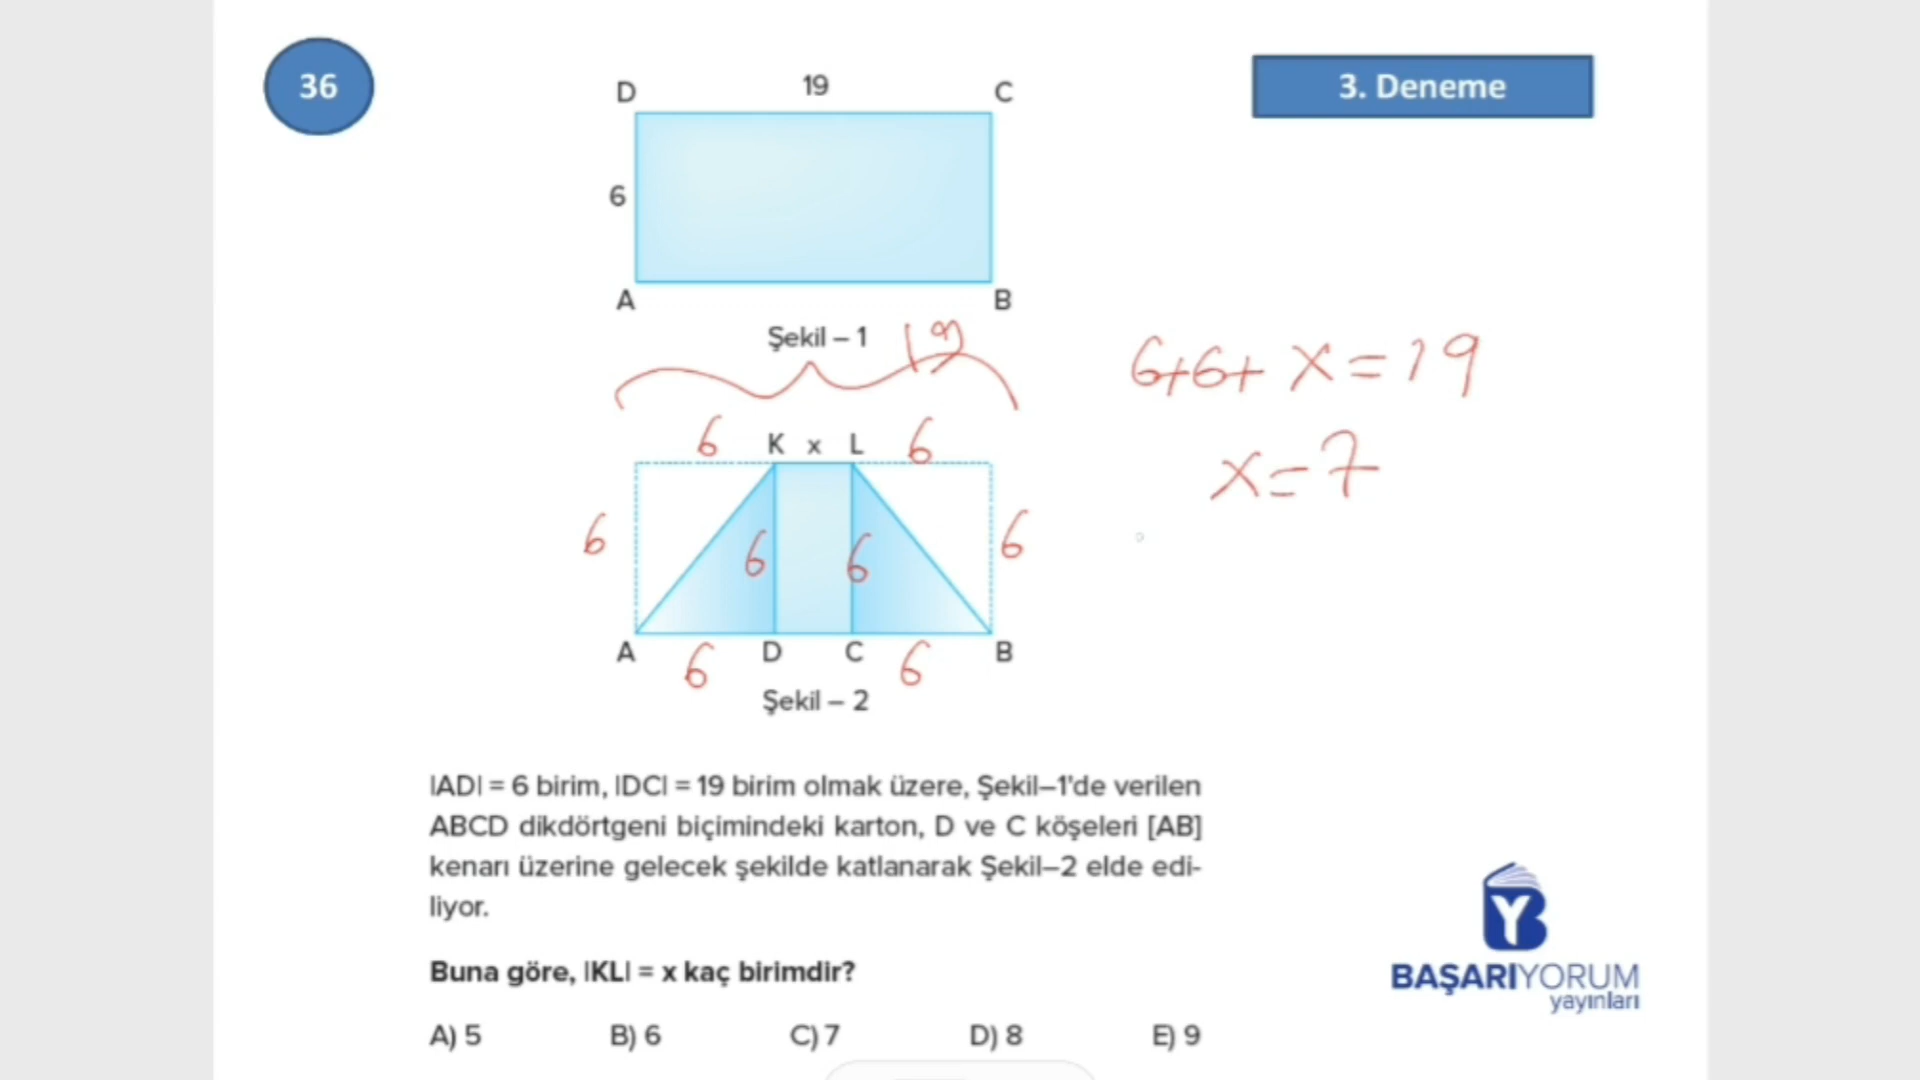 36
3. Deneme
D 19 C
6
A B
Şekil – 1
19
6+6+ x = 19
6 K x L 6
x = 7
6 6 6 6
A D C B
6 6
Şekil – 2
|AD| = 6 birim, |DC| = 19 birim olmak üzere, Şekil–1'de verilen
ABCD dikdörtgeni biçimindeki karton, D ve C köşeleri [AB]
kenarı üzerine gelecek şekilde katlanarak Şekil–2 elde edi-
liyor.
Buna göre, |KL| = x kaç birimdir?
A) 5 B) 6 C) 7 D) 8 E) 9
BAŞARIYORUM
yayınları